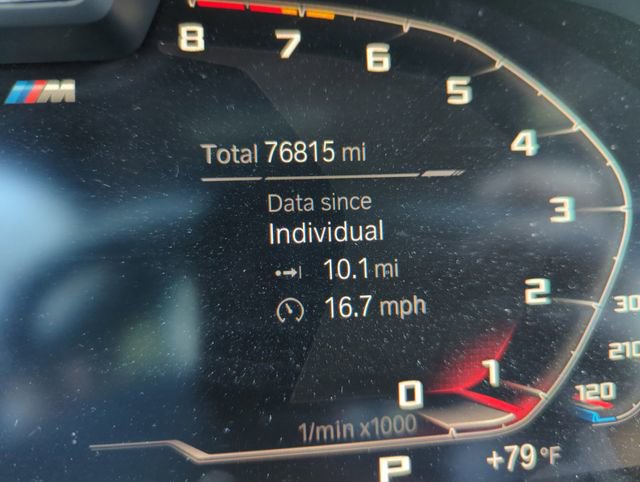 8
7
6
5
M
4
Total 76815 mi
3
Data since
Individual
10.1 mi
2
16.7 mph
30
210
1
120
0
1/min x1000
+79°F
P